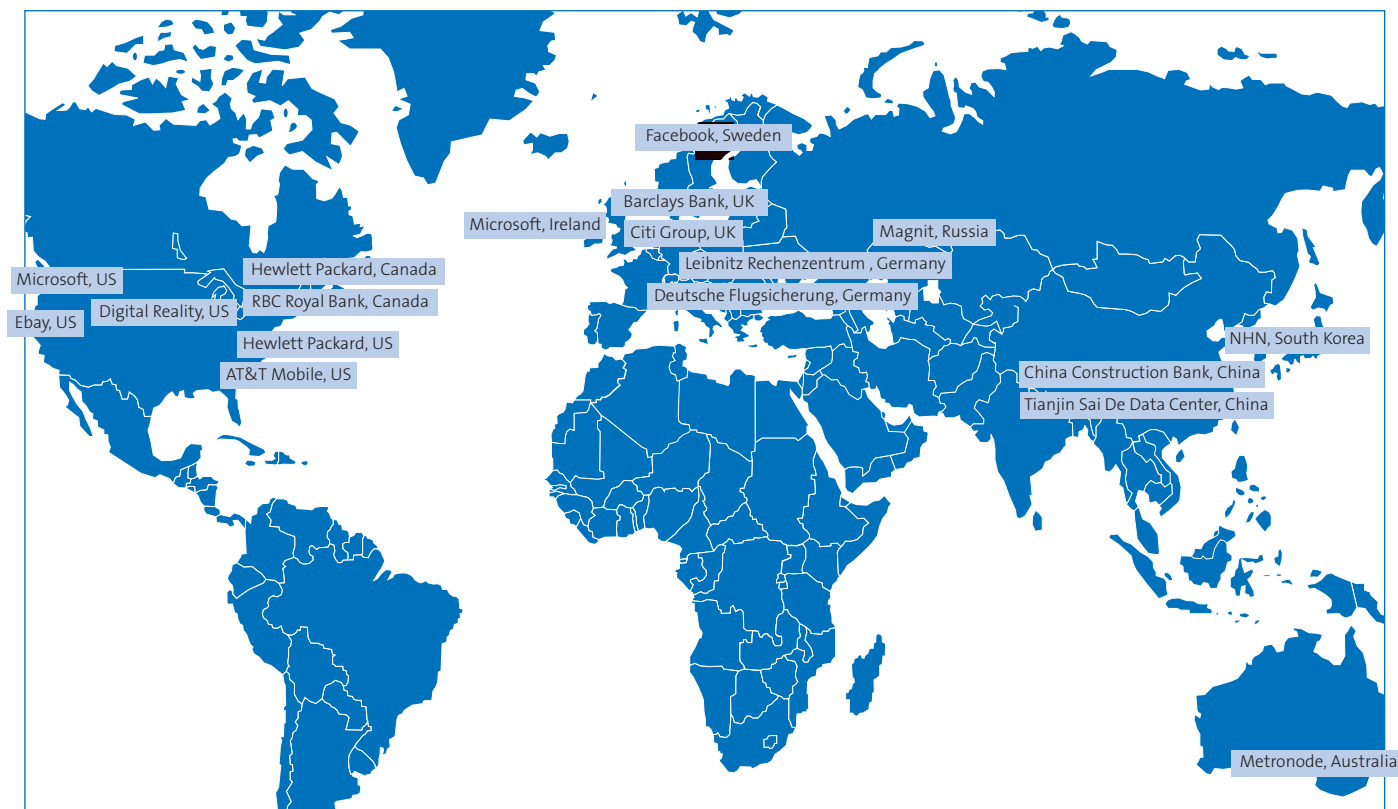 Facebook, Sweden
Barclays Bank, UK
Microsoft, Ireland
Citi Group, UK
Magnit, Russia
Leibnitz Rechenzentrum , Germany
Hewlett Packard, Canada
Microsoft, US
Deutsche Flugsicherung, Germany
RBC Royal Bank, Canada
Digital Reality, US
Ebay, US
NHN, South Korea
Hewlett Packard, US
China Construction Bank, China
AT&T Mobile, US
Tianjin Sai De Data Center, China
Metronode, Australia